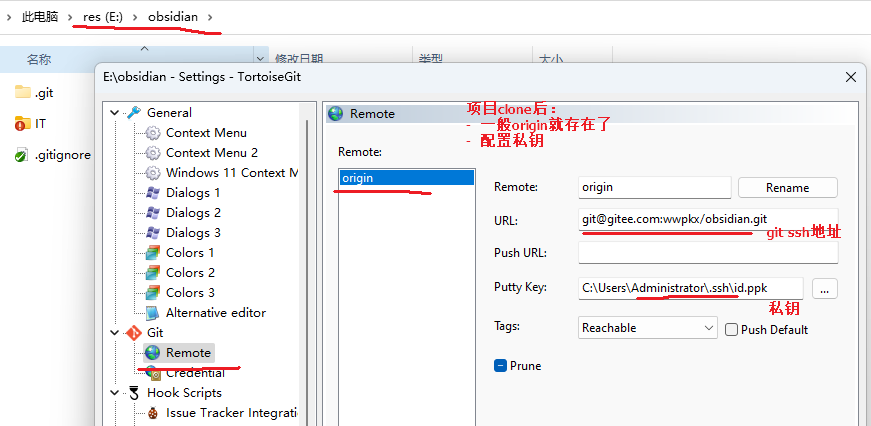 此电脑 > res (E:) > obsidian >
名称 修改日期 类型 大小
.git
IT
.gitignore
E:\obsidian - Settings - TortoiseGit
General
Context Menu
Context Menu 2
Windows 11 Context M
Dialogs 1
Dialogs 2
Dialogs 3
Colors 1
Colors 2
Colors 3
Alternative editor
Git
Remote
Credential
Hook Scripts
Issue Tracker Integratio
Remote
项目clone后：
- 一般origin就存在了
- 配置私钥
Remote:
origin
Remote: origin Rename
URL: git@gitee.com:wwpkx/obsidian.git
git ssh地址
Push URL:
Putty Key: C:\Users\Administrator\.ssh\id.ppk ...
私钥
Tags: Reachable Push Default
Prune